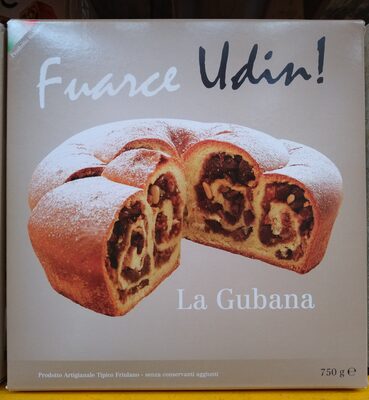 Fuarce Udin!
La Gubana
Prodotto Artigianale Tipico Friulano - senza conservanti aggiunti
750 g ℮